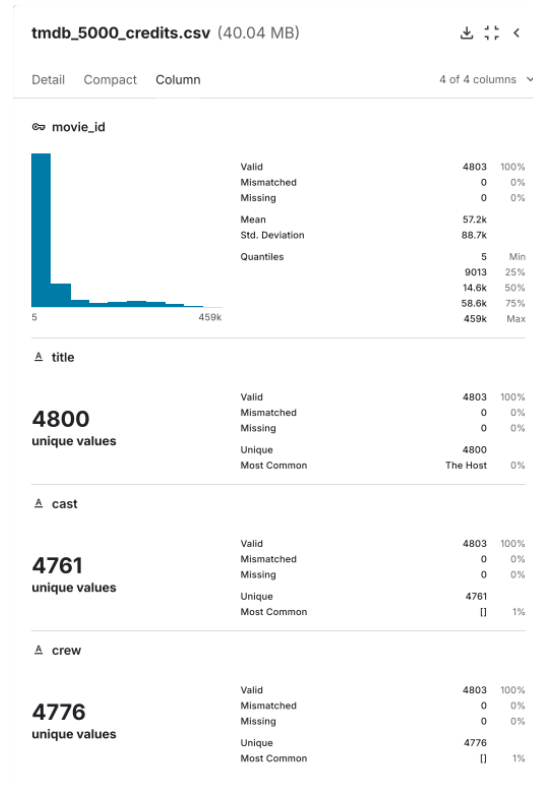 tmdb_5000_credits.csv (40.04 MB)
Detail Compact Column 4 of 4 columns
movie_id
Valid 4803 100%
Mismatched 0 0%
Missing 0 0%
Mean 57.2k
Std. Deviation 88.7k
Quantiles 5 Min
9013 25%
14.6k 50%
58.6k 75%
459k Max
5 459k
A title
4800
unique values
Valid 4803 100%
Mismatched 0 0%
Missing 0 0%
Unique 4800
Most Common The Host 0%
A cast
4761
unique values
Valid 4803 100%
Mismatched 0 0%
Missing 0 0%
Unique 4761
Most Common [] 1%
A crew
4776
unique values
Valid 4803 100%
Mismatched 0 0%
Missing 0 0%
Unique 4776
Most Common [] 1%